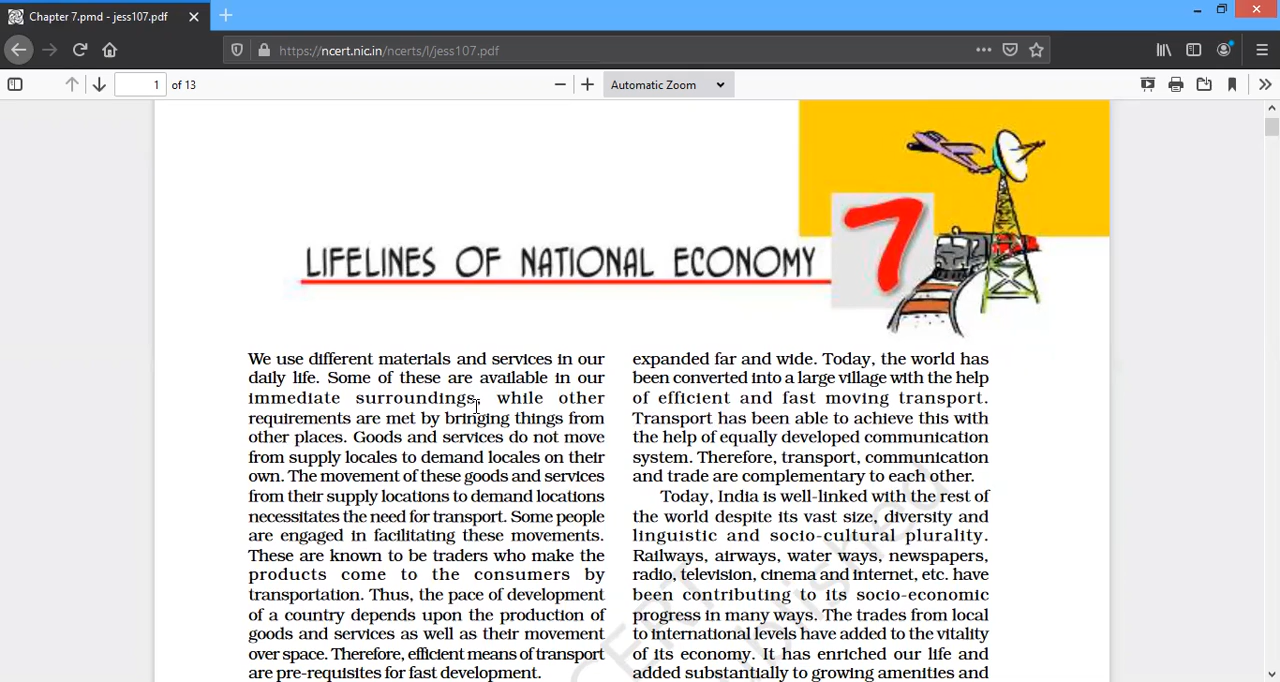 Chapter 7.pmd - jess107.pdf
https://ncert.nic.in/ncerts/l/jess107.pdf
1 of 13
Automatic Zoom
LIFELINES OF NATIONAL ECONOMY
7
We use different materials and services in our
daily life. Some of these are available in our
immediate surroundings, while other
requirements are met by bringing things from
other places. Goods and services do not move
from supply locales to demand locales on their
own. The movement of these goods and services
from their supply locations to demand locations
necessitates the need for transport. Some people
are engaged in facilitating these movements.
These are known to be traders who make the
products come to the consumers by
transportation. Thus, the pace of development
of a country depends upon the production of
goods and services as well as their movement
over space. Therefore, efficient means of transport
are pre-requisites for fast development.
expanded far and wide. Today, the world has
been converted into a large village with the help
of efficient and fast moving transport.
Transport has been able to achieve this with
the help of equally developed communication
system. Therefore, transport, communication
and trade are complementary to each other.
Today, India is well-linked with the rest of
the world despite its vast size, diversity and
linguistic and socio-cultural plurality.
Railways, airways, water ways, newspapers,
radio, television, cinema and internet, etc. have
been contributing to its socio-economic
progress in many ways. The trades from local
to international levels have added to the vitality
of its economy. It has enriched our life and
added substantially to growing amenities and